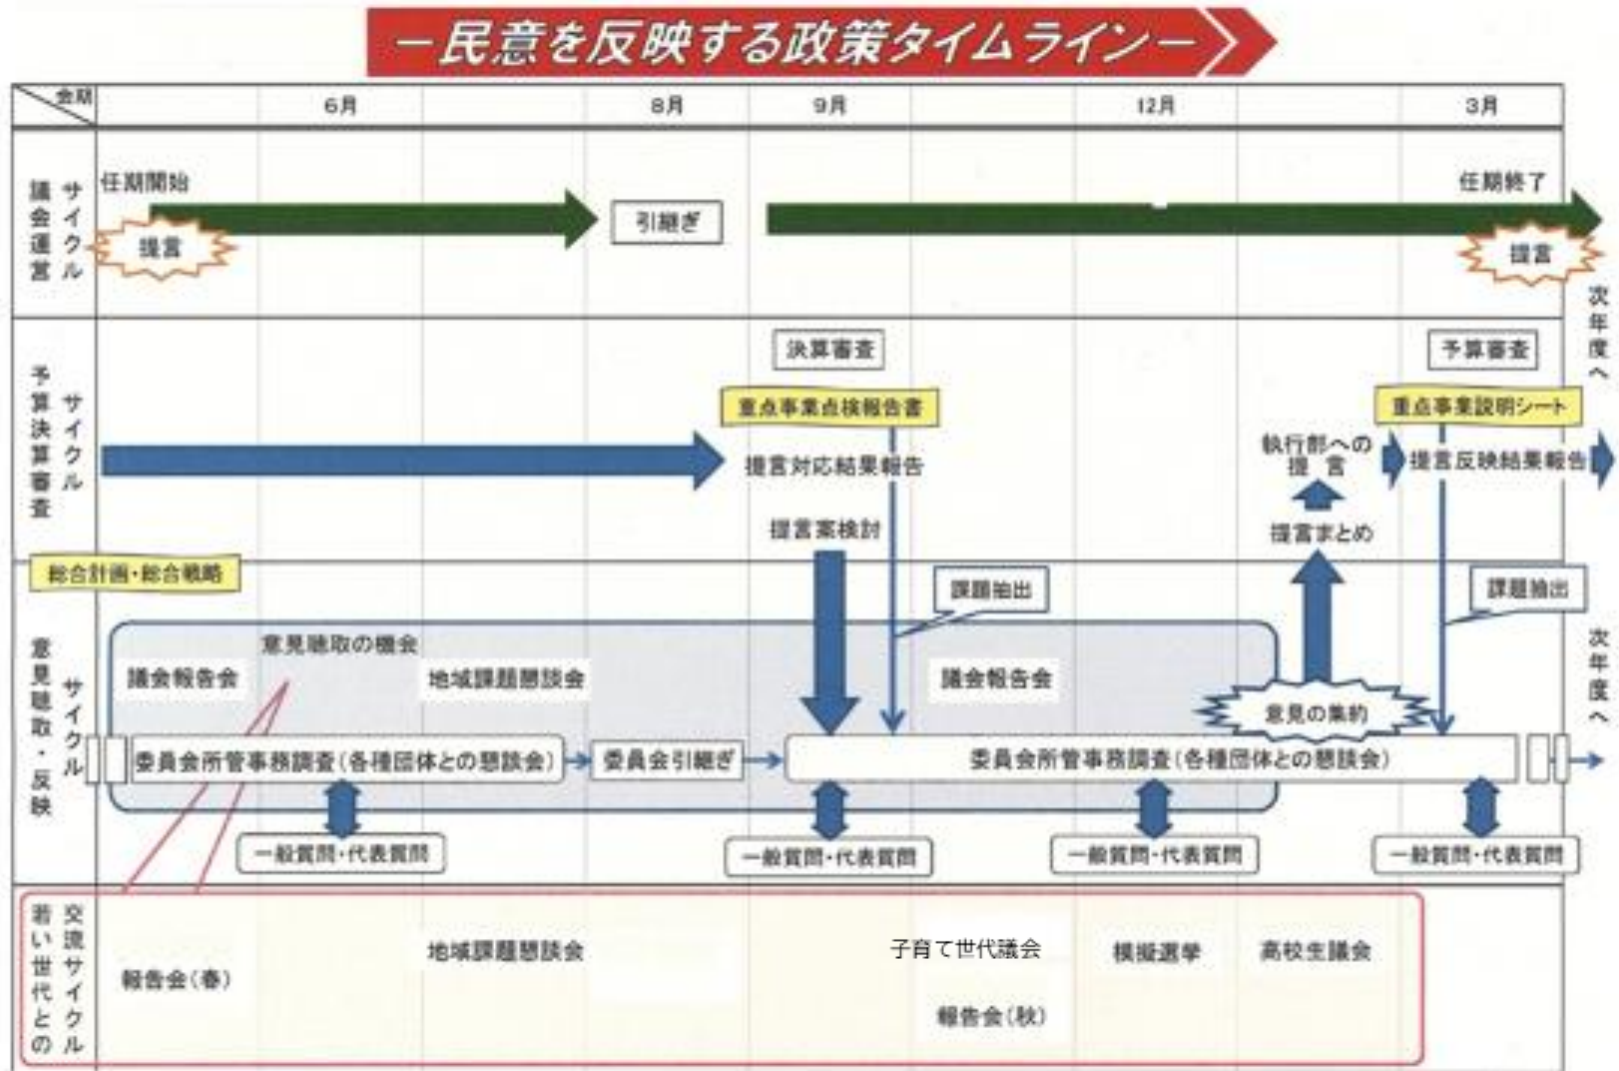 －民意を反映する政策タイムライン－
会期
6月
8月
9月
12月
3月
議会運営サイクル
任期開始
提言
引継ぎ
任期終了
提言
次年度へ
予算決算審査サイクル
決算審査
予算審査
重点事業点検報告書
重点事業説明シート
提言対応結果報告
執行部への
提言
提言反映結果報告
提言案検討
提言まとめ
総合計画・総合戦略
課題抽出
課題抽出
意見聴取・反映サイクル
意見聴取の機会
議会報告会
地域課題懇談会
議会報告会
意見の集約
次年度へ
委員会所管事務調査(各種団体との懇談会)
委員会引継ぎ
委員会所管事務調査(各種団体との懇談会)
一般質問・代表質問
一般質問・代表質問
一般質問・代表質問
一般質問・代表質問
若い世代との交流サイクル
報告会(春)
地域課題懇談会
子育て世代議会
模擬選挙
高校生議会
報告会(秋)